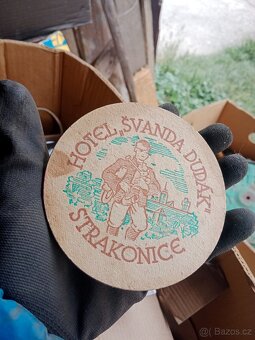 HOTEL „ŠVANDA DUDÁK"
STRAKONICE
bazos.cz